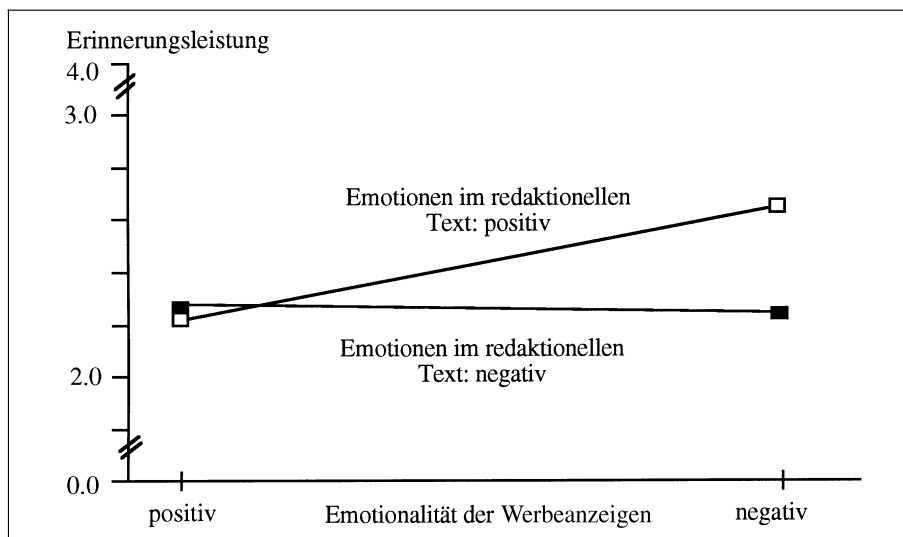 Erinnerungsleistung
4.0
3.0
Emotionen im redaktionellen
Text: positiv
Emotionen im redaktionellen
Text: negativ
2.0
0.0
positiv Emotionalität der Werbeanzeigen negativ